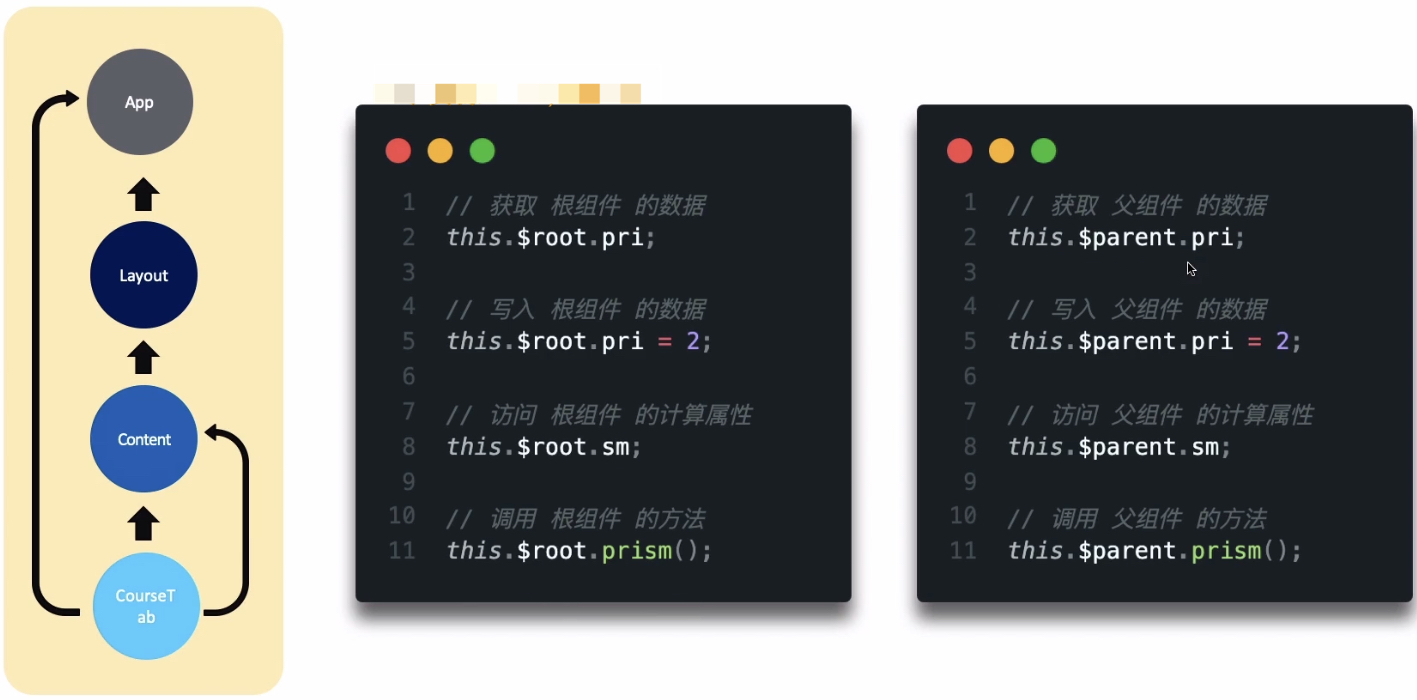 App
Layout
Content
CourseT
ab
1 // 获取 根组件 的数据
2 this.$root.pri;
3
4 // 写入 根组件 的数据
5 this.$root.pri = 2;
6
7 // 访问 根组件 的计算属性
8 this.$root.sm;
9
10 // 调用 根组件 的方法
11 this.$root.prism();
1 // 获取 父组件 的数据
2 this.$parent.pri;
3
4 // 写入 父组件 的数据
5 this.$parent.pri = 2;
6
7 // 访问 父组件 的计算属性
8 this.$parent.sm;
9
10 // 调用 父组件 的方法
11 this.$parent.prism();